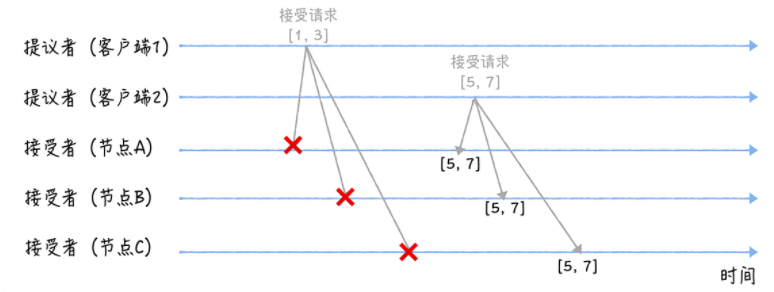 接受请求
[1, 3]
提议者（客户端1）
接受请求
[5, 7]
提议者（客户端2）
接受者（节点A）
[5, 7]
接受者（节点B）
[5, 7]
接受者（节点C）
[5, 7]
时间